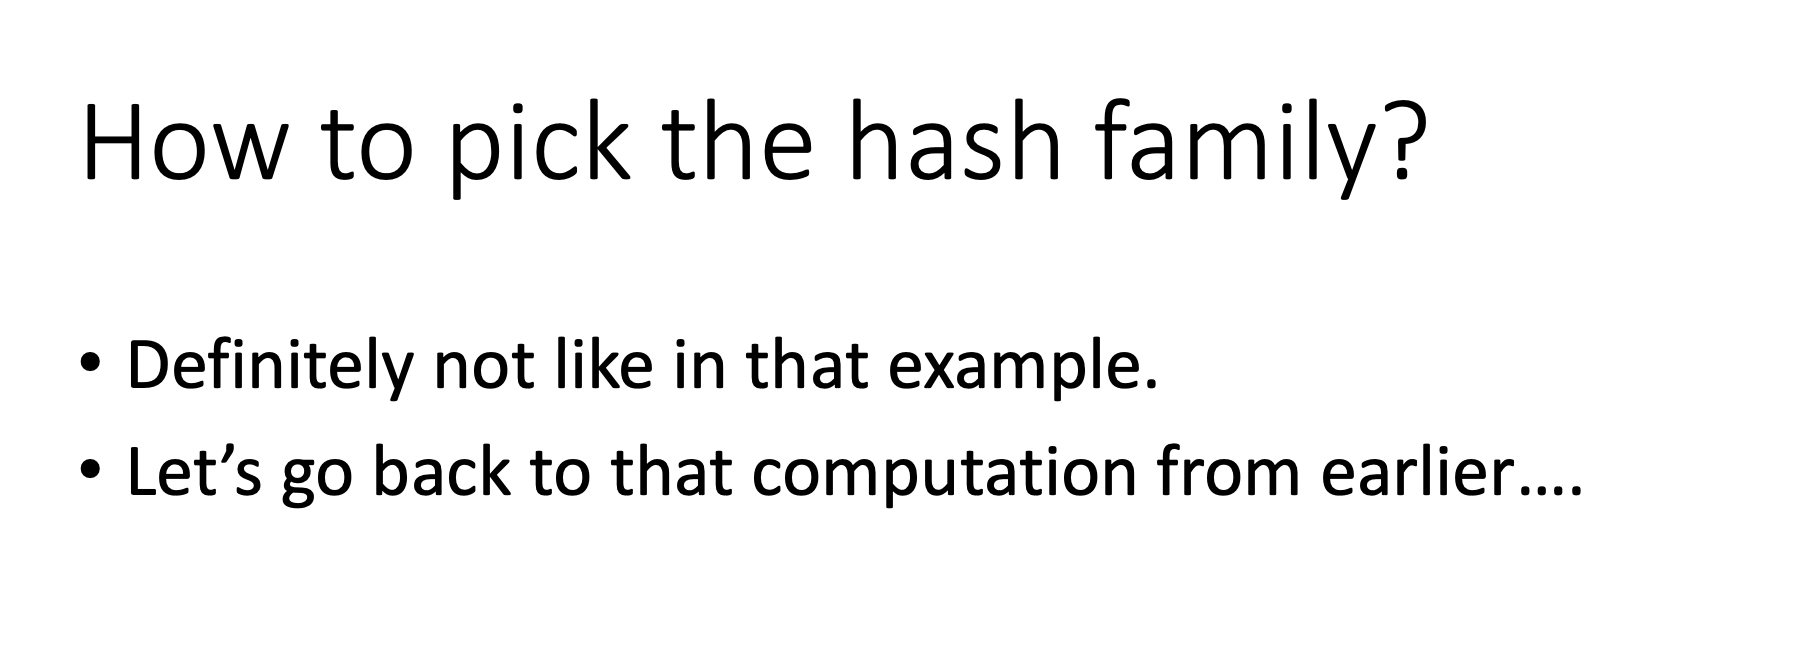 How to pick the hash family?
• Definitely not like in that example.
• Let’s go back to that computation from earlier….